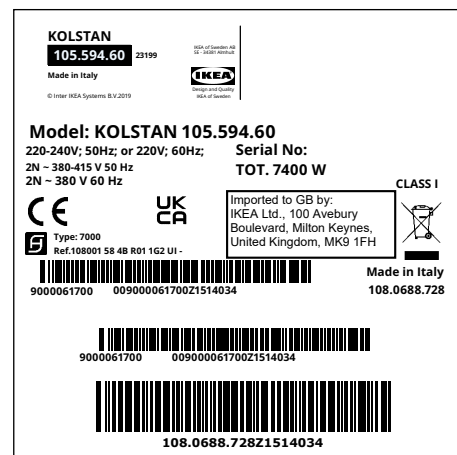 KOLSTAN
105.594.60 23199
Made in Italy
© Inter IKEA Systems B.V.2019
IKEA of Sweden AB
SE - 34381 Älmhult
IKEA
Design and Quality
IKEA of Sweden
Model: KOLSTAN 105.594.60
220-240V; 50Hz; or 220V; 60Hz;
2N ~ 380-415 V 50 Hz
2N ~ 380 V 60 Hz
Serial No:
TOT. 7400 W
CLASS I
CE
UK
CA
Imported to GB by:
IKEA Ltd., 100 Avebury
Boulevard, Milton Keynes,
United Kingdom, MK9 1FH
Type: 7000
Ref.108001 58 4B R01 1G2 UI -
Made in Italy
108.0688.728
9000061700 009000061700Z1514034
9000061700 009000061700Z1514034
108.0688.728Z1514034